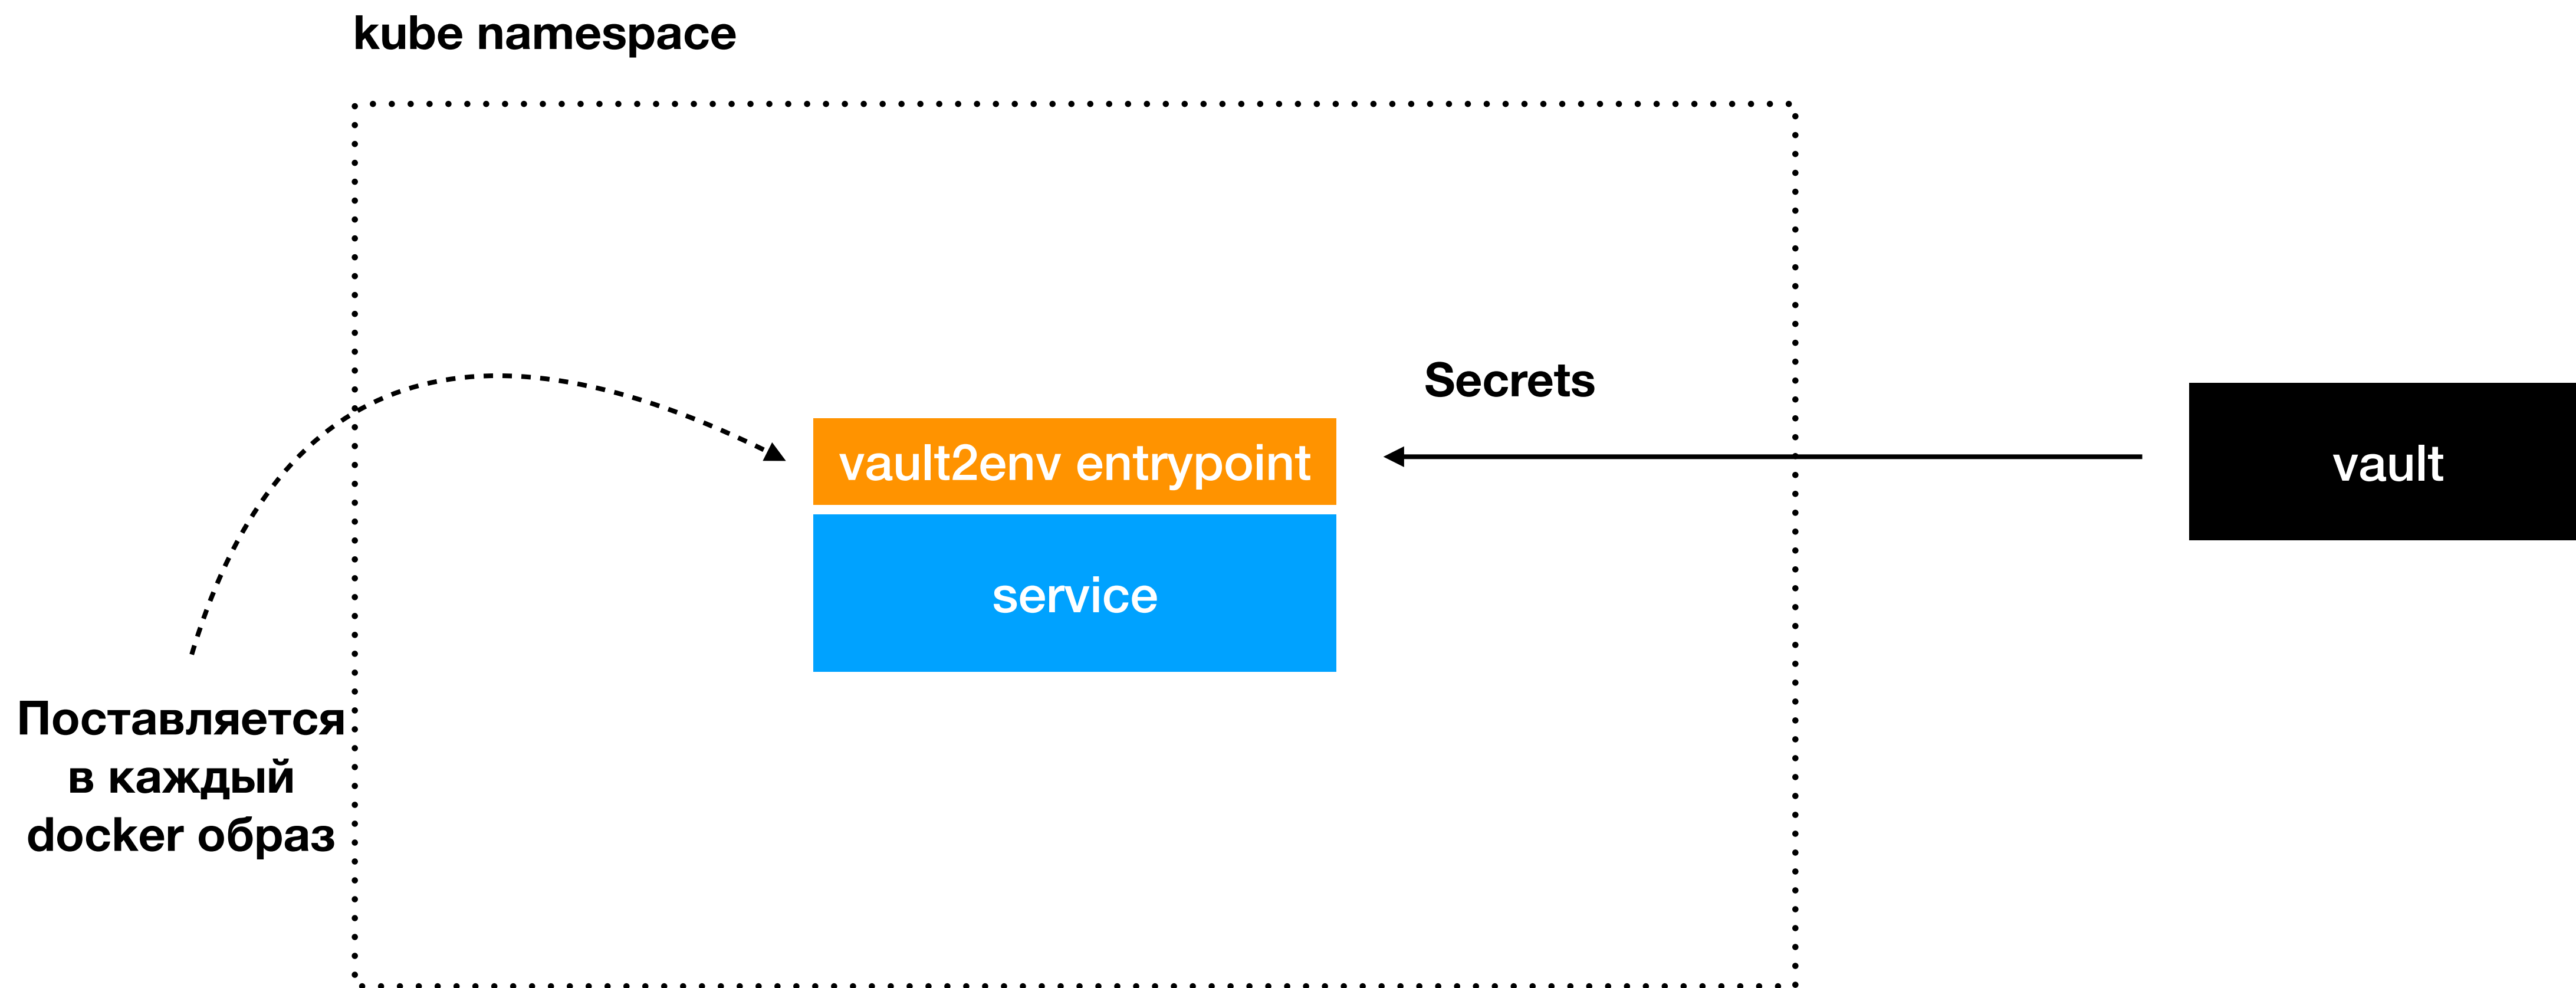 kube namespace
Secrets
vault2env entrypoint
vault
service
Поставляется
в каждый
docker образ